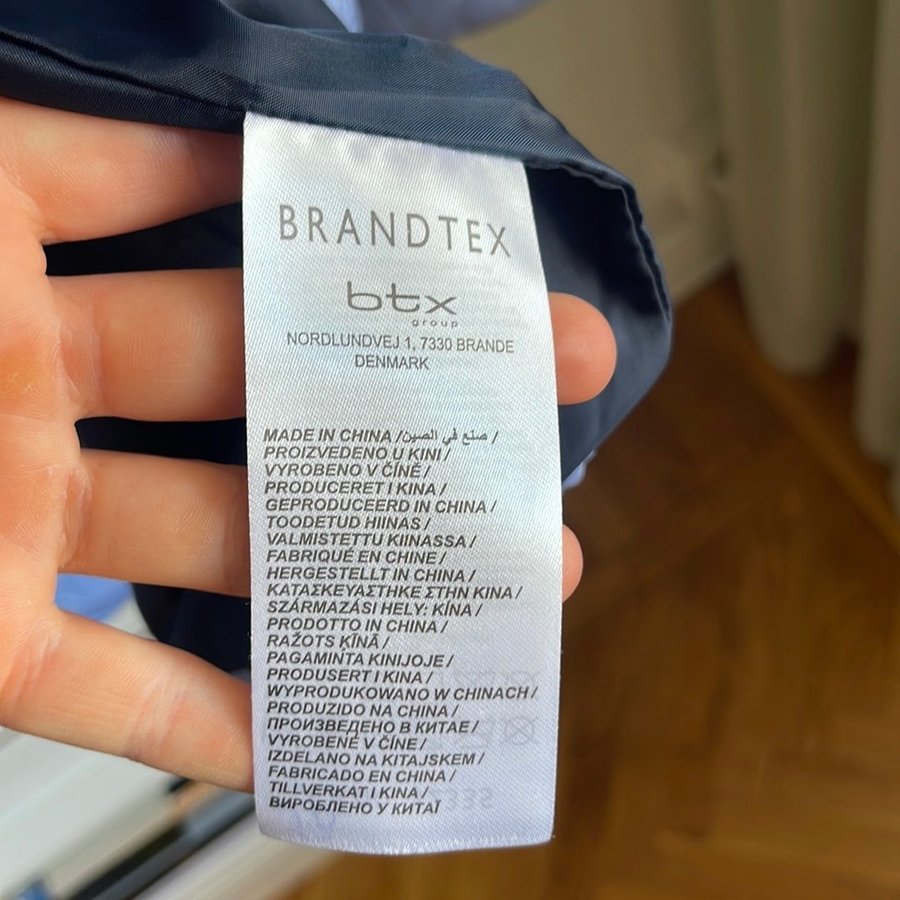 BRANDTEX
btx
group
NORDLUNDVEJ 1, 7330 BRANDE
DENMARK
MADE IN CHINA / صنع في الصين /
PROIZVEDENO U KINI /
VYROBENO V ČÍNĚ /
PRODUCERET I KINA /
GEPRODUCEERD IN CHINA /
TOODETUD HIINAS /
VALMISTETTU KIINASSA /
FABRIQUÉ EN CHINE /
HERGESTELLT IN CHINA /
ΚΑΤΑΣΚΕΥΑΣΤΗΚΕ ΣΤΗΝ ΚΙΝΑ /
SZÁRMAZÁSI HELY: KÍNA /
PRODOTTO IN CHINA /
RAŽOTS ĶĪNĀ /
PAGAMINTA KINIJOJE /
PRODUSERT I KINA /
WYPRODUKOWANO W CHINACH /
PRODUZIDO NA CHINA /
ПРОИЗВЕДЕНО В КИТАЕ /
VYROBENÉ V ČÍNE /
IZDELANO NA KITAJSKEM /
FABRICADO EN CHINA /
TILLVERKAT I KINA /
ВИРОБЛЕНО У КИТАЇ